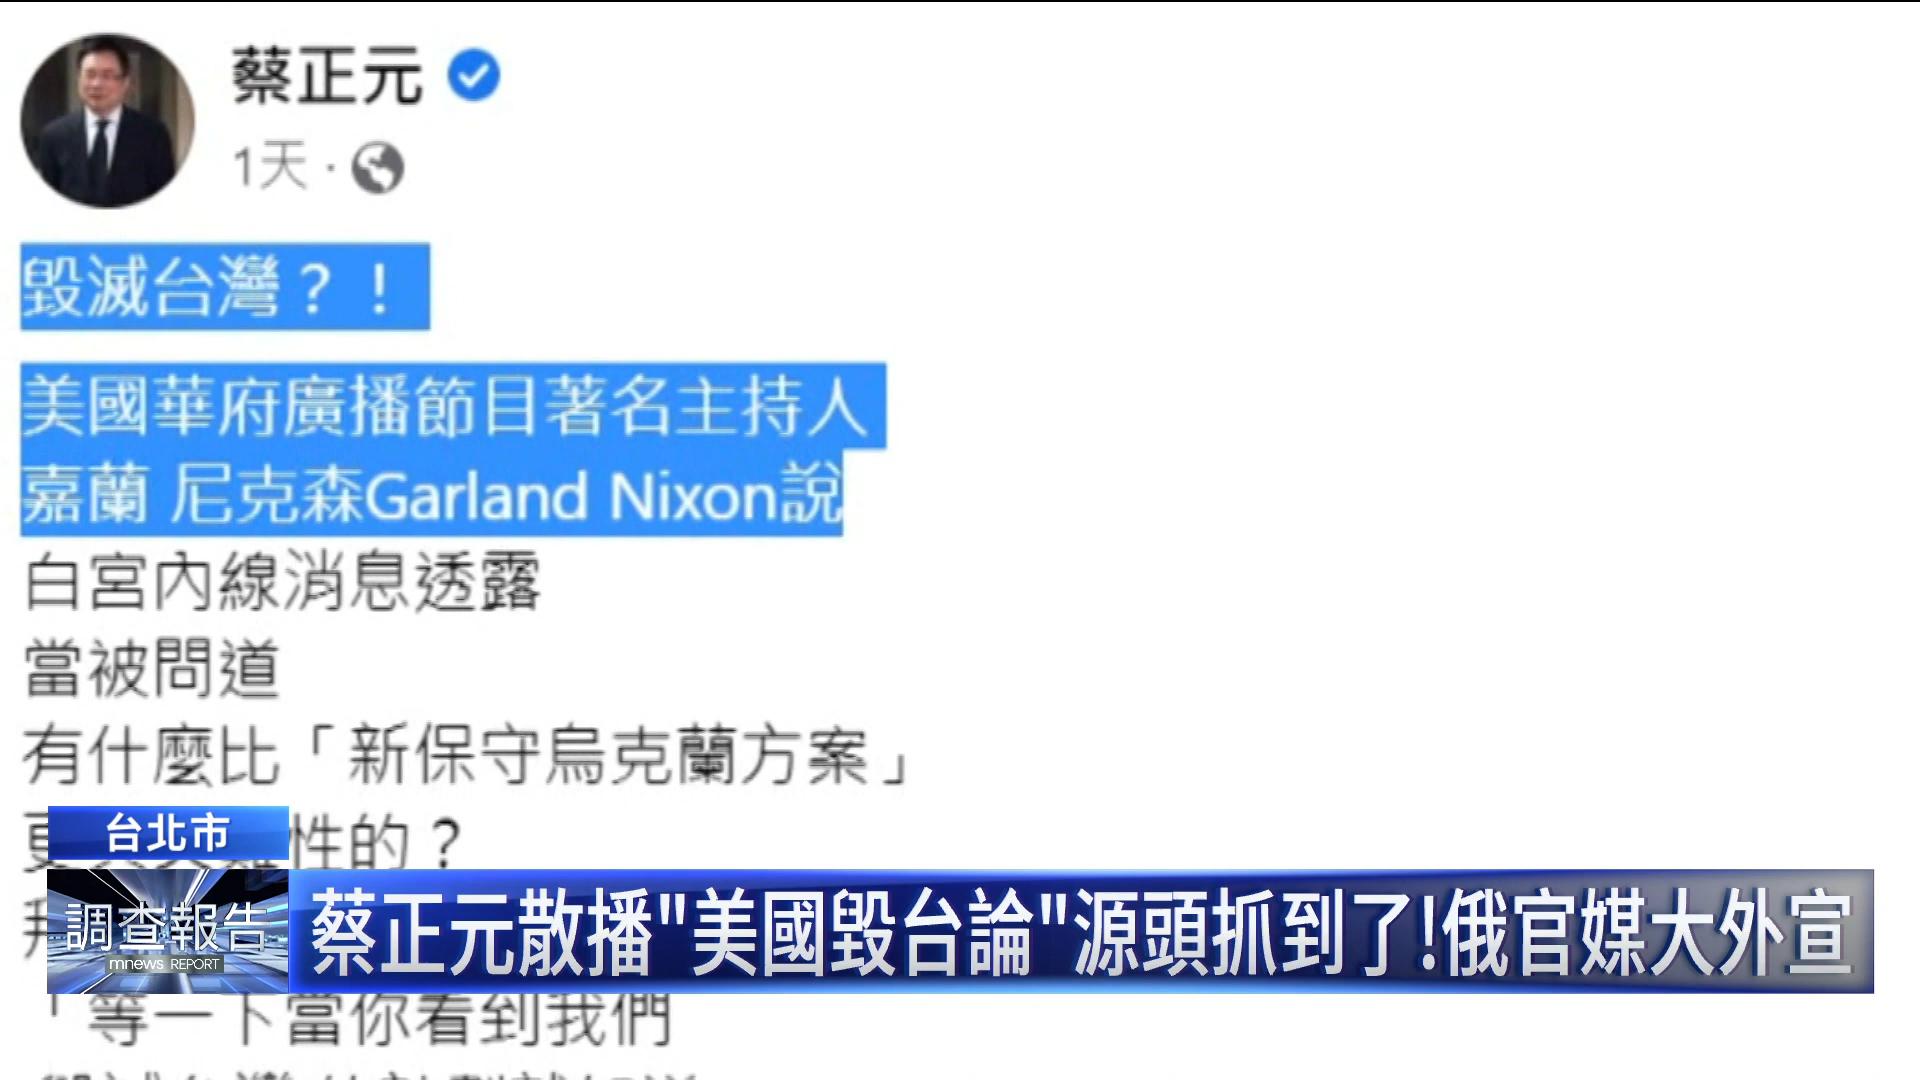 蔡正元
1天
毀滅台灣？！
美國華府廣播節目著名主持人
嘉蘭 尼克森Garland Nixon說
白宮內線消息透露
當被問道
有什麼比「新保守烏克蘭方案」
性的？
台北市
調查報告
mnews REPORT
蔡正元散播"美國毀台論"源頭抓到了!俄官媒大外宣
「等一下當你看到我們